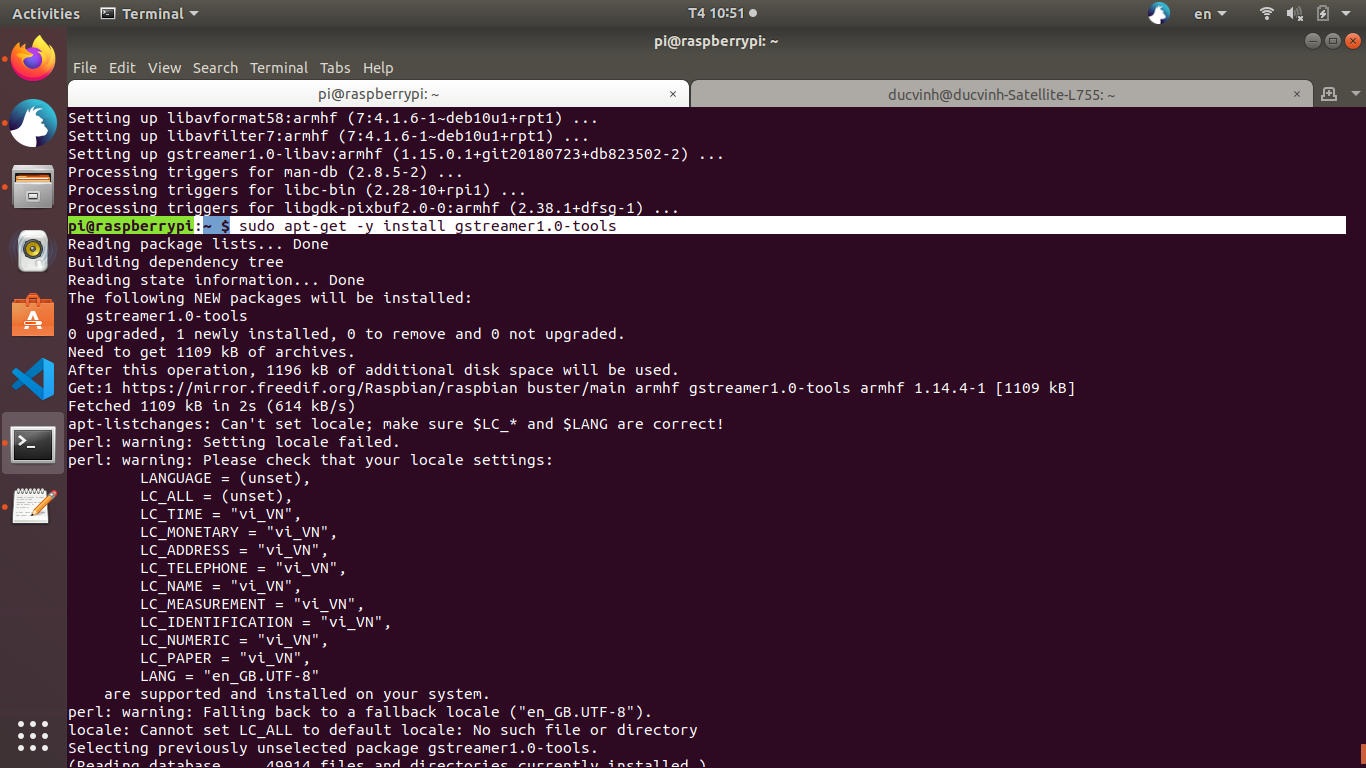 Activities Terminal T4 10:51 en
pi@raspberrypi: ~
File Edit View Search Terminal Tabs Help
pi@raspberrypi: ~ × ducvinh@ducvinh-Satellite-L755: ~ ×
Setting up libavformat58:armhf (7:4.1.6-1~deb10u1+rpt1) ...
Setting up libavfilter7:armhf (7:4.1.6-1~deb10u1+rpt1) ...
Setting up gstreamer1.0-libav:armhf (1.15.0.1+git20180723+db823502-2) ...
Processing triggers for man-db (2.8.5-2) ...
Processing triggers for libc-bin (2.28-10+rpi1) ...
Processing triggers for libgdk-pixbuf2.0-0:armhf (2.38.1+dfsg-1) ...
pi@raspberrypi:~ $ sudo apt-get -y install gstreamer1.0-tools
Reading package lists... Done
Building dependency tree
Reading state information... Done
The following NEW packages will be installed:
  gstreamer1.0-tools
0 upgraded, 1 newly installed, 0 to remove and 0 not upgraded.
Need to get 1109 kB of archives.
After this operation, 1196 kB of additional disk space will be used.
Get:1 https://mirror.freedif.org/Raspbian/raspbian buster/main armhf gstreamer1.0-tools armhf 1.14.4-1 [1109 kB]
Fetched 1109 kB in 2s (614 kB/s)
apt-listchanges: Can't set locale; make sure $LC_* and $LANG are correct!
perl: warning: Setting locale failed.
perl: warning: Please check that your locale settings:
        LANGUAGE = (unset),
        LC_ALL = (unset),
        LC_TIME = "vi_VN",
        LC_MONETARY = "vi_VN",
        LC_ADDRESS = "vi_VN",
        LC_TELEPHONE = "vi_VN",
        LC_NAME = "vi_VN",
        LC_MEASUREMENT = "vi_VN",
        LC_IDENTIFICATION = "vi_VN",
        LC_NUMERIC = "vi_VN",
        LC_PAPER = "vi_VN",
        LANG = "en_GB.UTF-8"
    are supported and installed on your system.
perl: warning: Falling back to a fallback locale ("en_GB.UTF-8").
locale: Cannot set LC_ALL to default locale: No such file or directory
Selecting previously unselected package gstreamer1.0-tools.
(Reading database ... 49914 files and directories currently installed.)